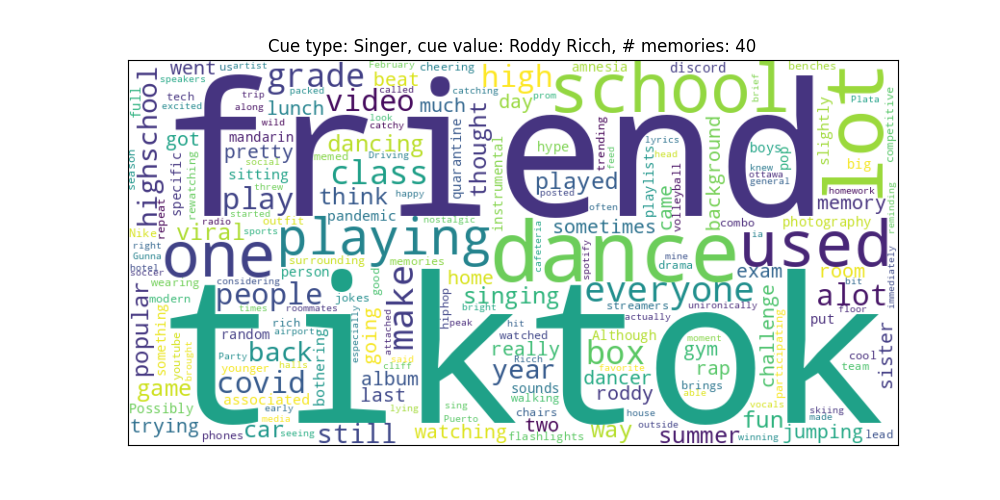 Cue type: Singer, cue value: Roddy Ricch, # memories: 40
friend
tiktok
school
dance
lot
one
used
playing
everyone
people
alot
make
highschool
grade
video
high
class
box
year
popular
play
played
think
thought
dancing
singing
really
still
back
covid
challenge
background
sister
way
fun
jumping
summer
watching
car
trying
game
viral
pretty
lunch
beat
much
day
went
got
home
exam
room
memory
gym
rap
dancer
roddy
album
last
going
bothering
two
put
came
sometimes
pop
boys
big
slightly
hype
playlists
volleyball
instrumental
quarantine
pandemic
sitting
mandarin
specific
rewatching
tech
excited
full
season
speakers
us
artist
trip
along
packed
February
called
cheering
catching
prom
amnesia
discord
benches
brief
wild
look
catchy
social
memed
Driving
threw
happy
started
radio
outfit
sports
repeat
Nike
right
Gunna
hotel
soccer
wearing
modern
something
youtube
brought
considering
surrounding
person
memories
nostalgic
good
jokes
times
roommates
rich
random
airport
Party
younger
halls
associated
early
media
seeing
phones
Possibly
especially
attached
said
cliff
lying
hiphop
peak
bright
hit
watched
Ricch
sounds
walking
sing
Puerto
chairs
flashlights
favorite
brings
able
moment
Although
actually
streamers
unironically
mine
drama
spotify
cafeteria
often
posted
feed
trending
lyrics
head
knew
ottawa
general
homework
Plata
competitive
reminding
immediately
photography
combo
ia
bit
floor
cool
team
participating
vocals
skiing
made
house
outside
winning
lead